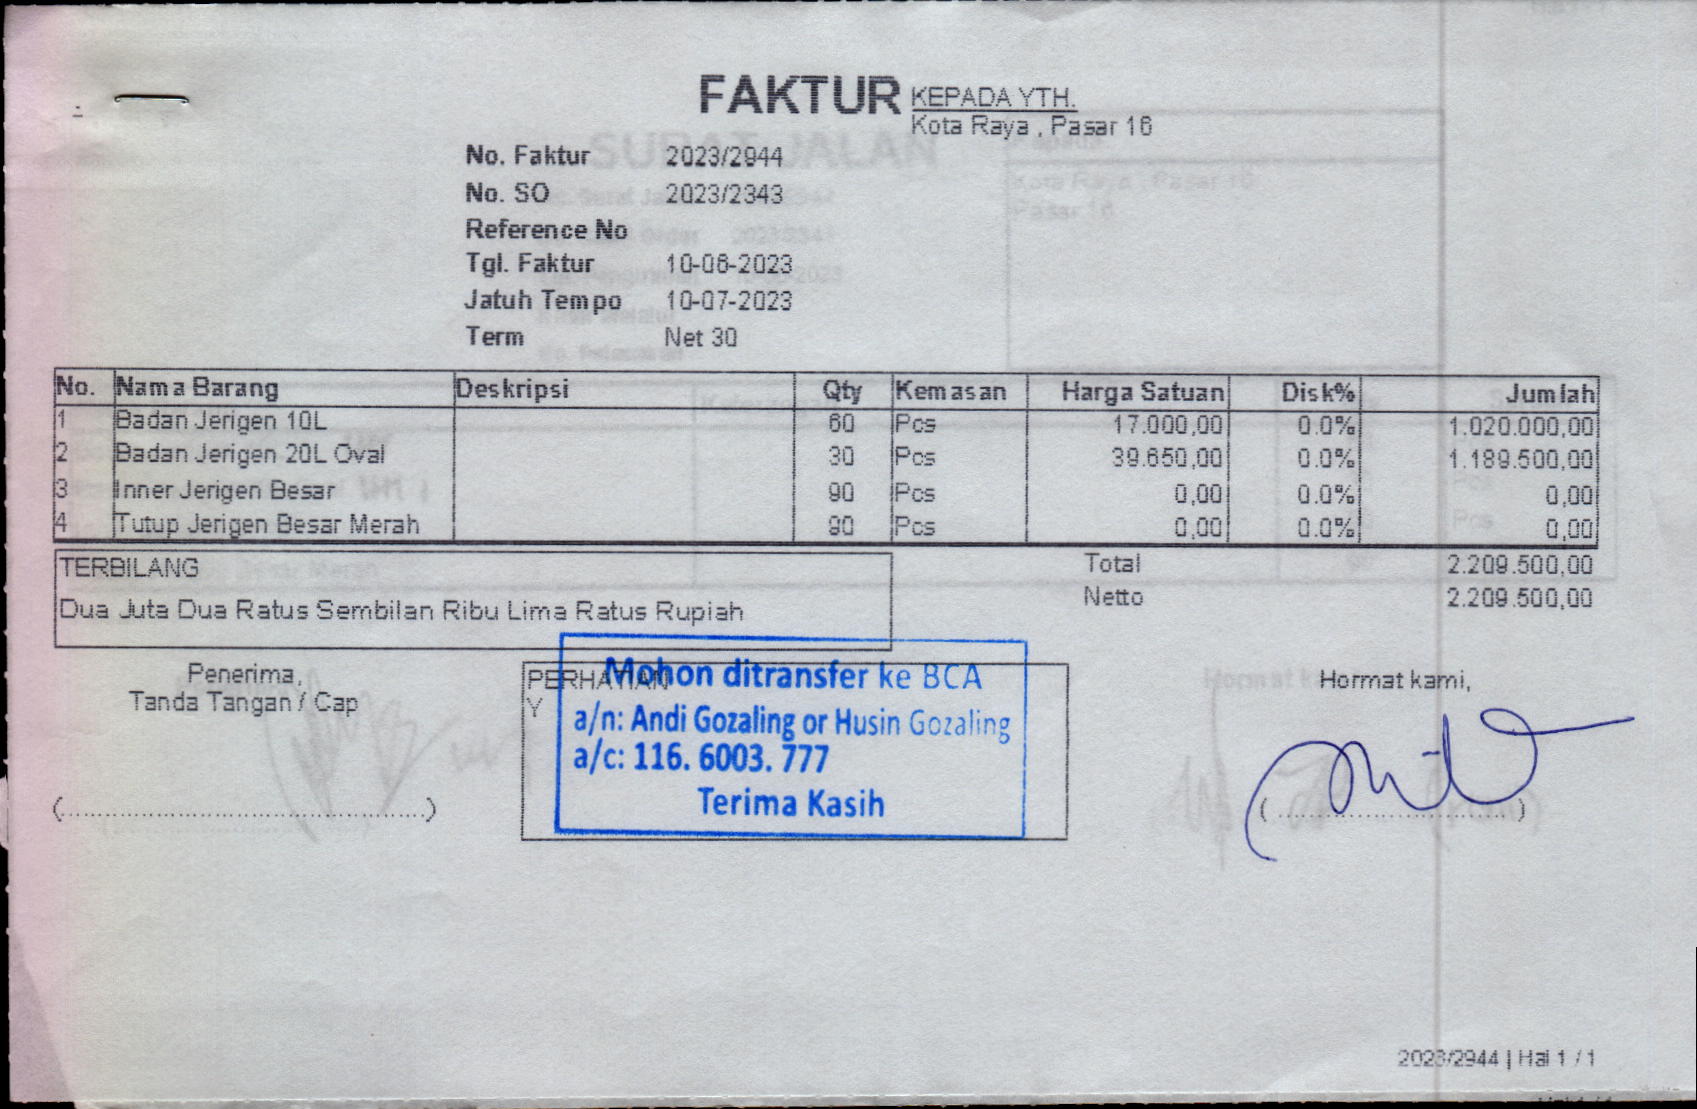 FAKTUR
KEPADA YTH.
Kota Raya , Pasar 16
No. Faktur 2023/2944
No. SO 2023/2343
Reference No
Tgl. Faktur 10-06-2023
Jatuh Tempo 10-07-2023
Term Net 30
No. Nama Barang Deskripsi Qty Kemasan Harga Satuan Disk% Jumlah
1 Badan Jerigen 10L 60 Pcs 17.000,00 0.0% 1.020.000,00
2 Badan Jerigen 20L Oval 30 Pcs 39.650,00 0.0% 1.189.500,00
3 Inner Jerigen Besar 90 Pcs 0,00 0.0% 0,00
4 Tutup Jerigen Besar Merah 90 Pcs 0,00 0.0% 0,00
TERBILANG
Dua Juta Dua Ratus Sembilan Ribu Lima Ratus Rupiah
Total 2.209.500,00
Netto 2.209.500,00
Penerima,
Tanda Tangan / Cap
(............................................)
PERHATIAN
Y
Mohon ditransfer ke BCA
a/n: Andi Gozaling or Husin Gozaling
a/c: 116. 6003. 777
Terima Kasih
Hormat kami,
(..............................)
2023/2944 | Hal 1 / 1